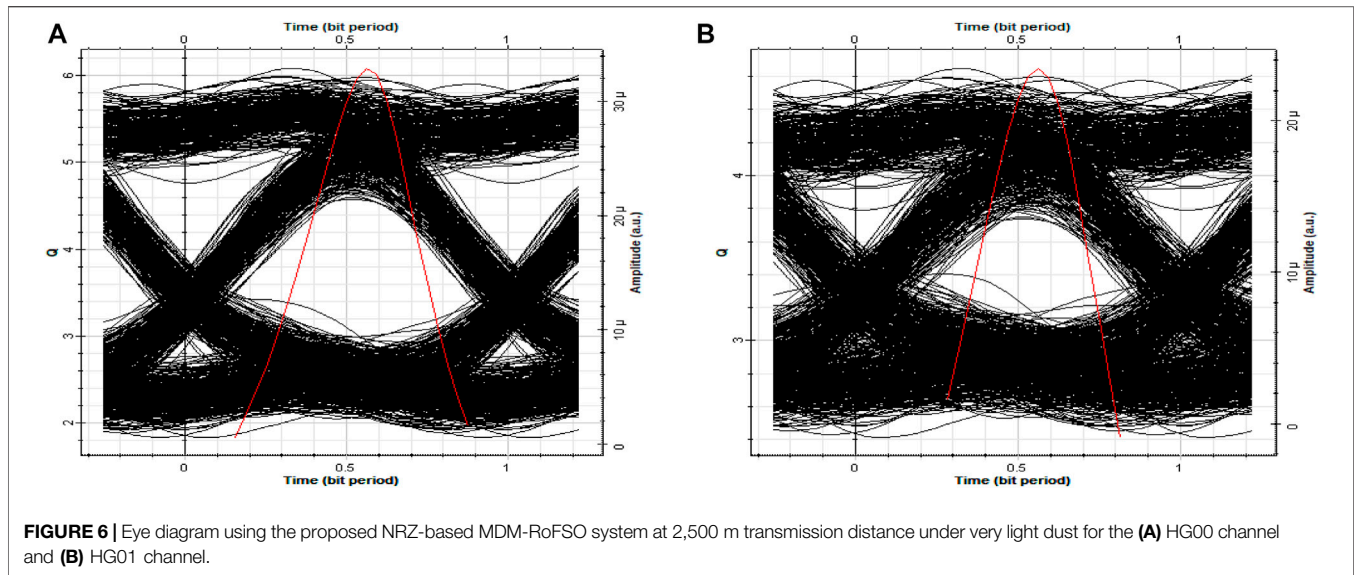 A
Time (bit period)
0 0.5 1
6
5
4
3
2
Q
30 µ
20 µ
10 µ
0
Amplitude (a.u.)
0 0.5 1
Time (bit period)
B
Time (bit period)
0 0.5 1
4
3
Q
20 µ
10 µ
0
Amplitude (a.u.)
0 0.5 1
Time (bit period)
FIGURE 6 | Eye diagram using the proposed NRZ-based MDM-RoFSO system at 2,500 m transmission distance under very light dust for the (A) HG00 channel
and (B) HG01 channel.